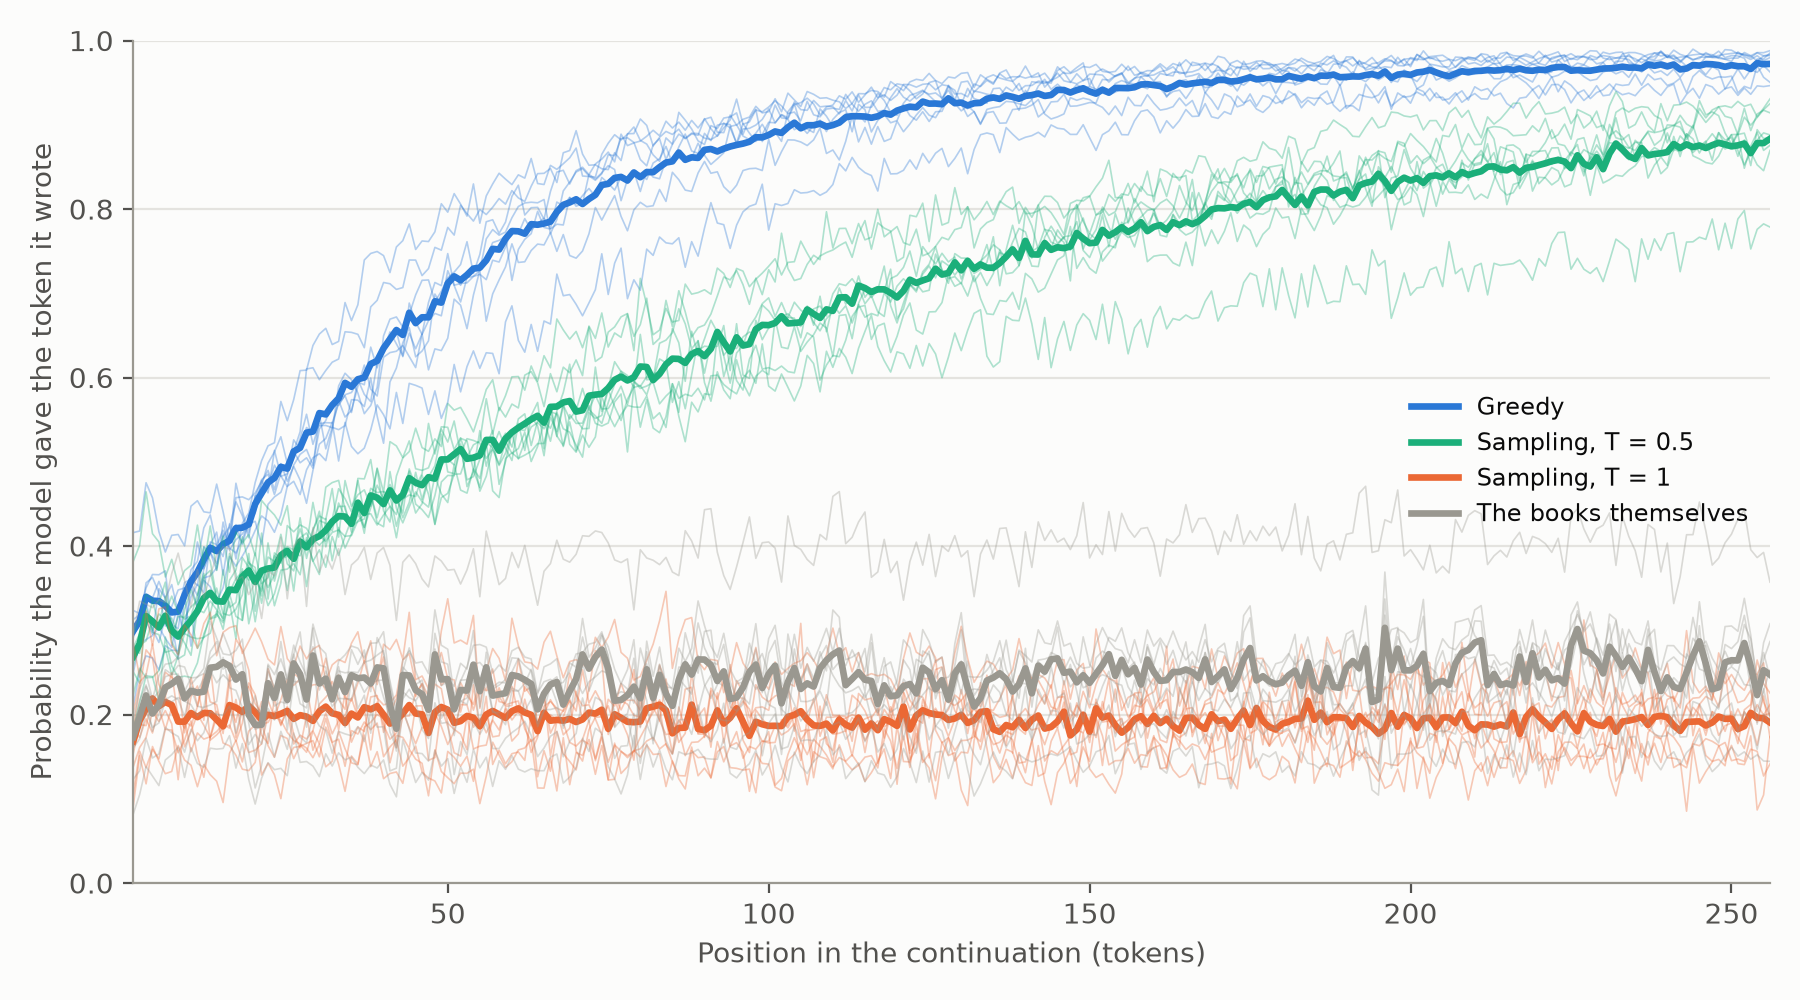 Probability the model gave the token it wrote
1.0
0.8
0.6
0.4
0.2
0.0
Greedy
Sampling, T = 0.5
Sampling, T = 1
The books themselves
50
100
150
200
250
Position in the continuation (tokens)